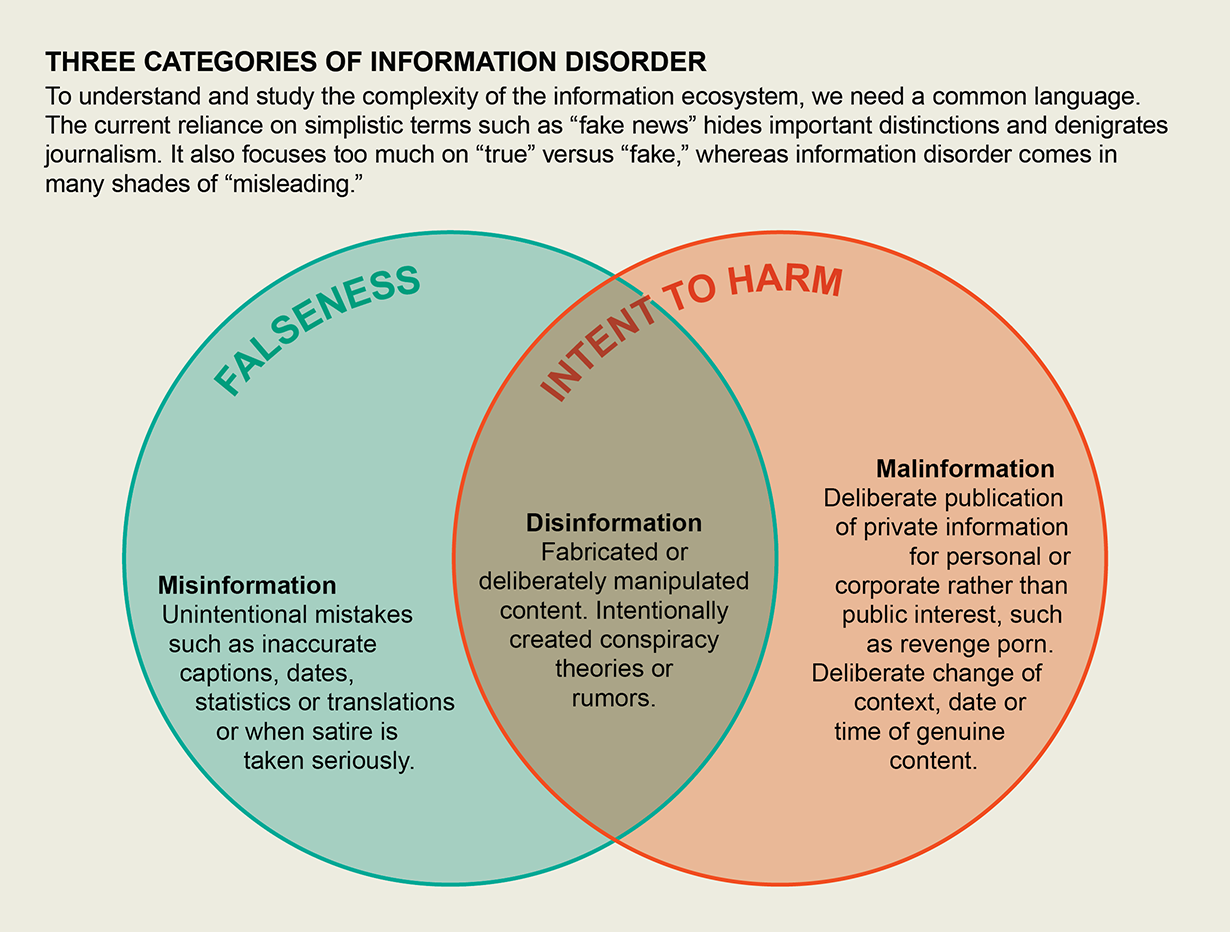 THREE CATEGORIES OF INFORMATION DISORDER
To understand and study the complexity of the information ecosystem, we need a common language.
The current reliance on simplistic terms such as “fake news” hides important distinctions and denigrates
journalism. It also focuses too much on “true” versus “fake,” whereas information disorder comes in
many shades of “misleading.”
FALSENESS
INTENT TO HARM
Misinformation
Unintentional mistakes
such as inaccurate
captions, dates,
statistics or translations
or when satire is
taken seriously.
Disinformation
Fabricated or
deliberately manipulated
content. Intentionally
created conspiracy
theories or
rumors.
Malinformation
Deliberate publication
of private information
for personal or
corporate rather than
public interest, such
as revenge porn.
Deliberate change of
context, date or
time of genuine
content.